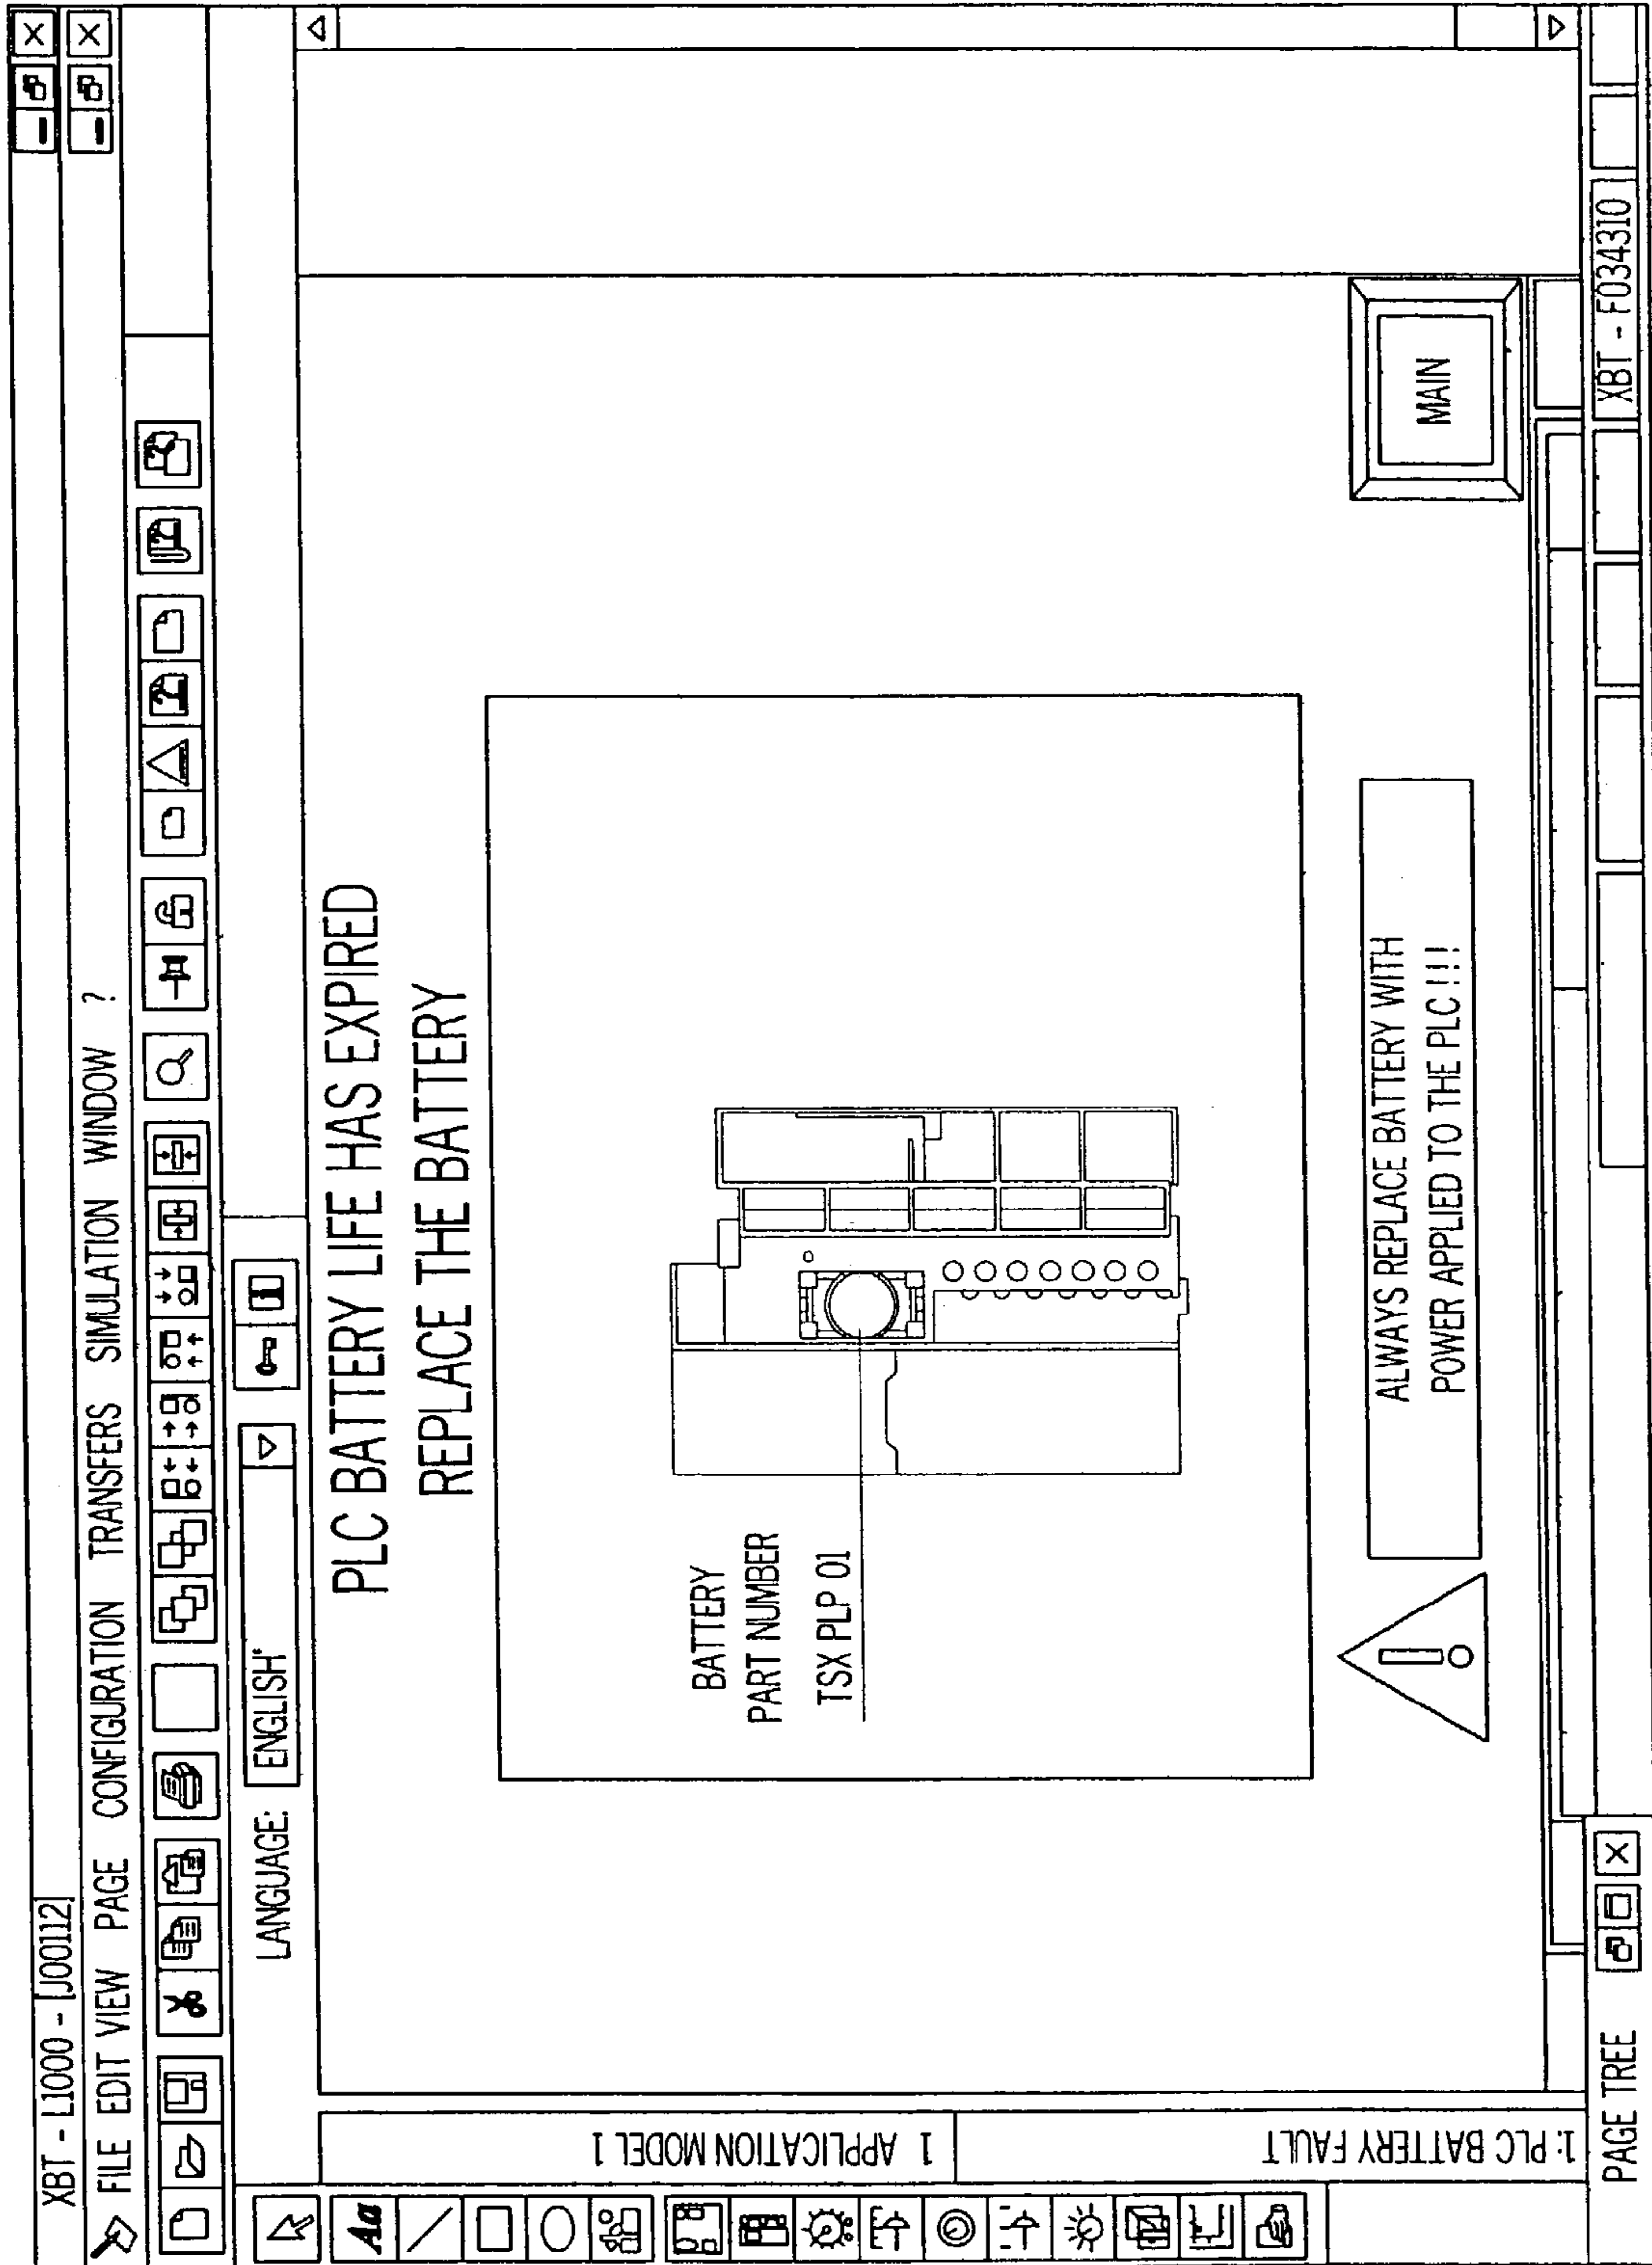 XBT - L1000 - [J00112]
FILE EDIT VIEW PAGE CONFIGURATION TRANSFERS SIMULATION WINDOW ?
LANGUAGE: ENGLISH*
Aa
1 APPLICATION MODEL 1
1: PLC BATTERY FAULT
PLC BATTERY LIFE HAS EXPIRED
REPLACE THE BATTERY
BATTERY
PART NUMBER
TSX PLP 01
ALWAYS REPLACE BATTERY WITH
POWER APPLIED TO THE PLC !!!!
MAIN
PAGE TREE
XBT - F034310